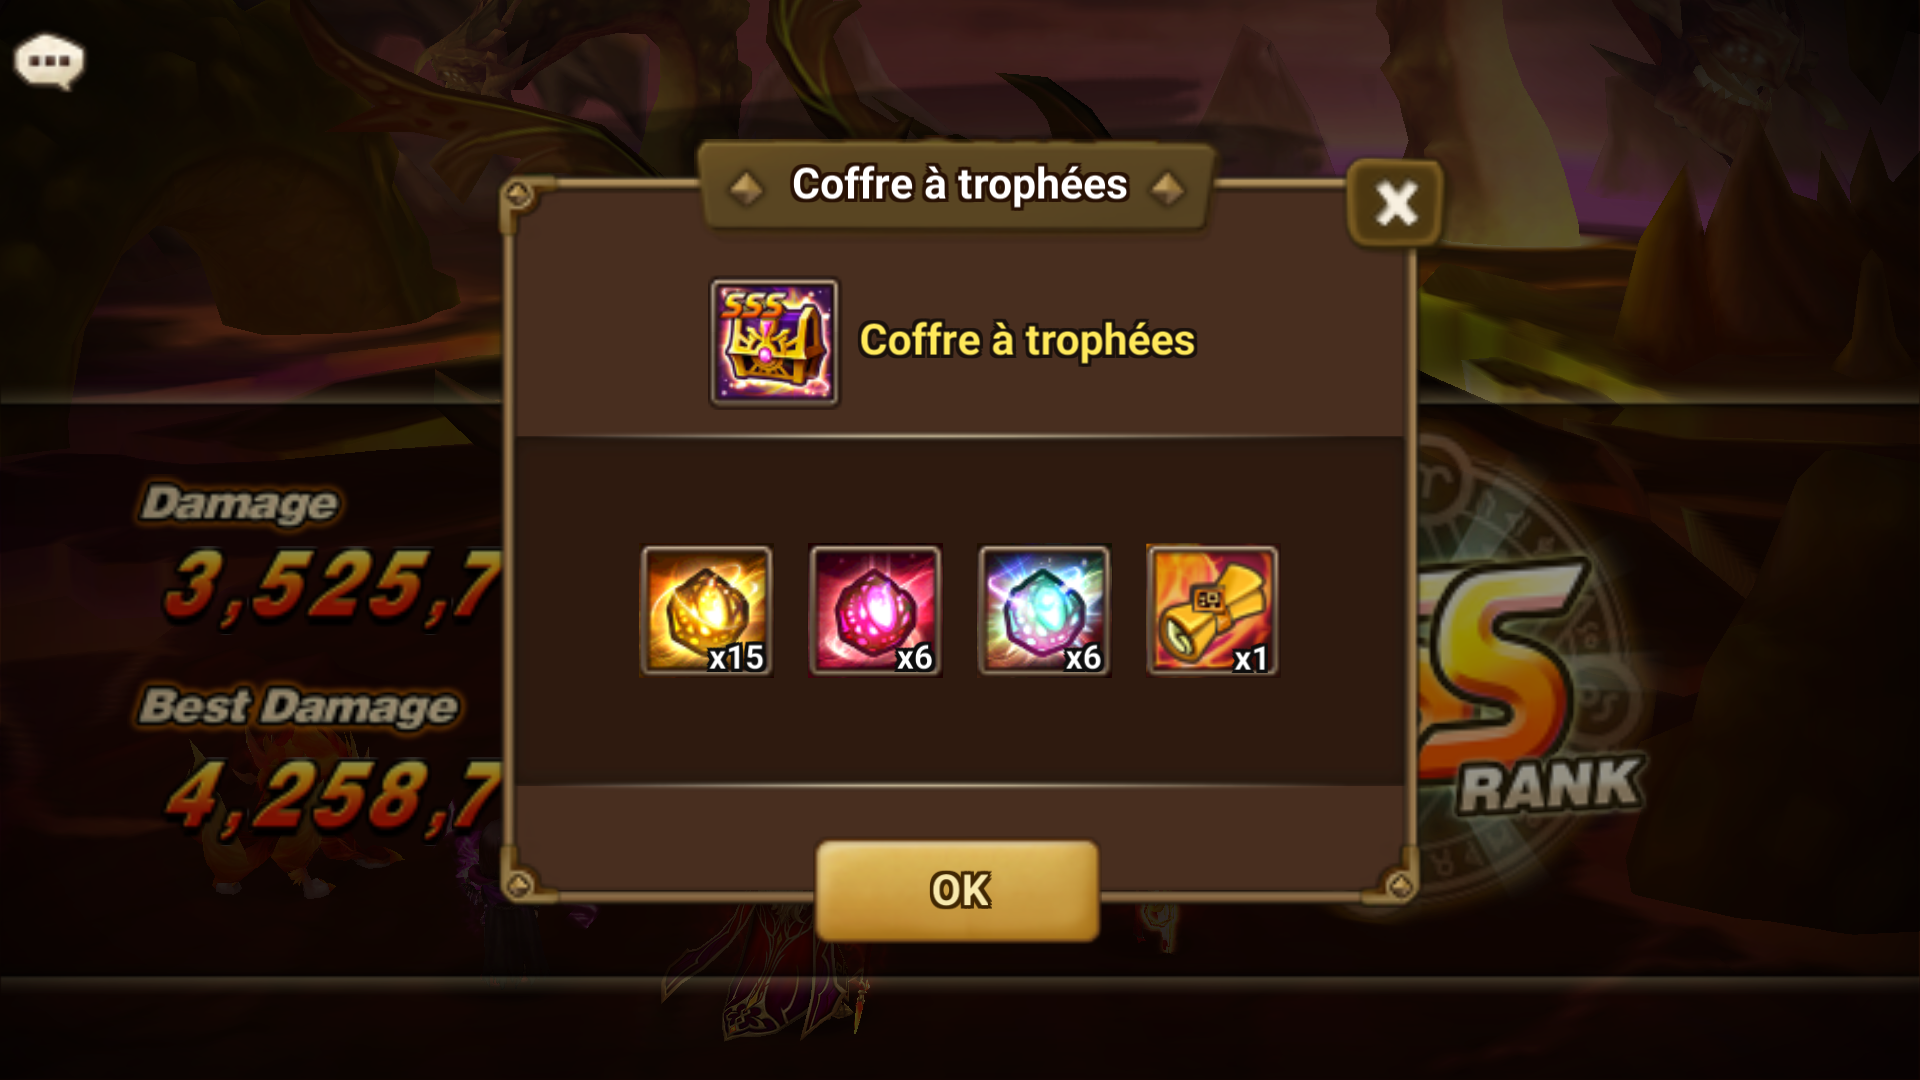 Coffre à trophées
SSS
Coffre à trophées
Damage
3,525,7
x15
x6
x6
x1
Best Damage
4,258,7
RANK
OK